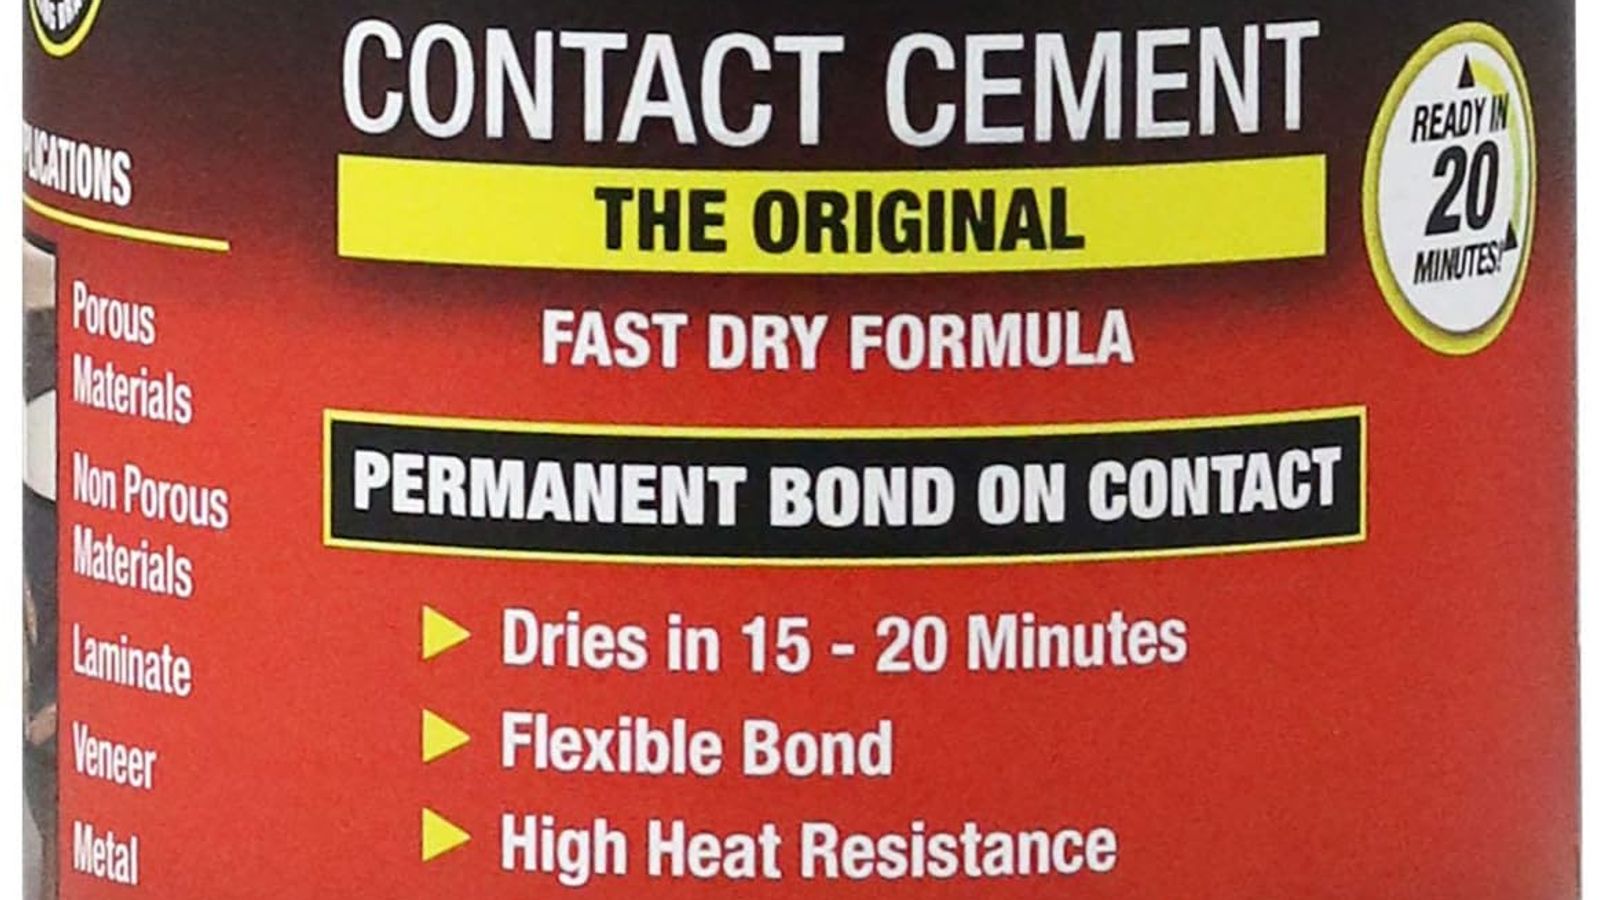 CONTACT CEMENT
THE ORIGINAL
FAST DRY FORMULA
PERMANENT BOND ON CONTACT
Dries in 15 - 20 Minutes
Flexible Bond
High Heat Resistance
READY IN
20
MINUTES!
PLICATIONS
Porous
Materials
Non Porous
Materials
Laminate
Veneer
Metal